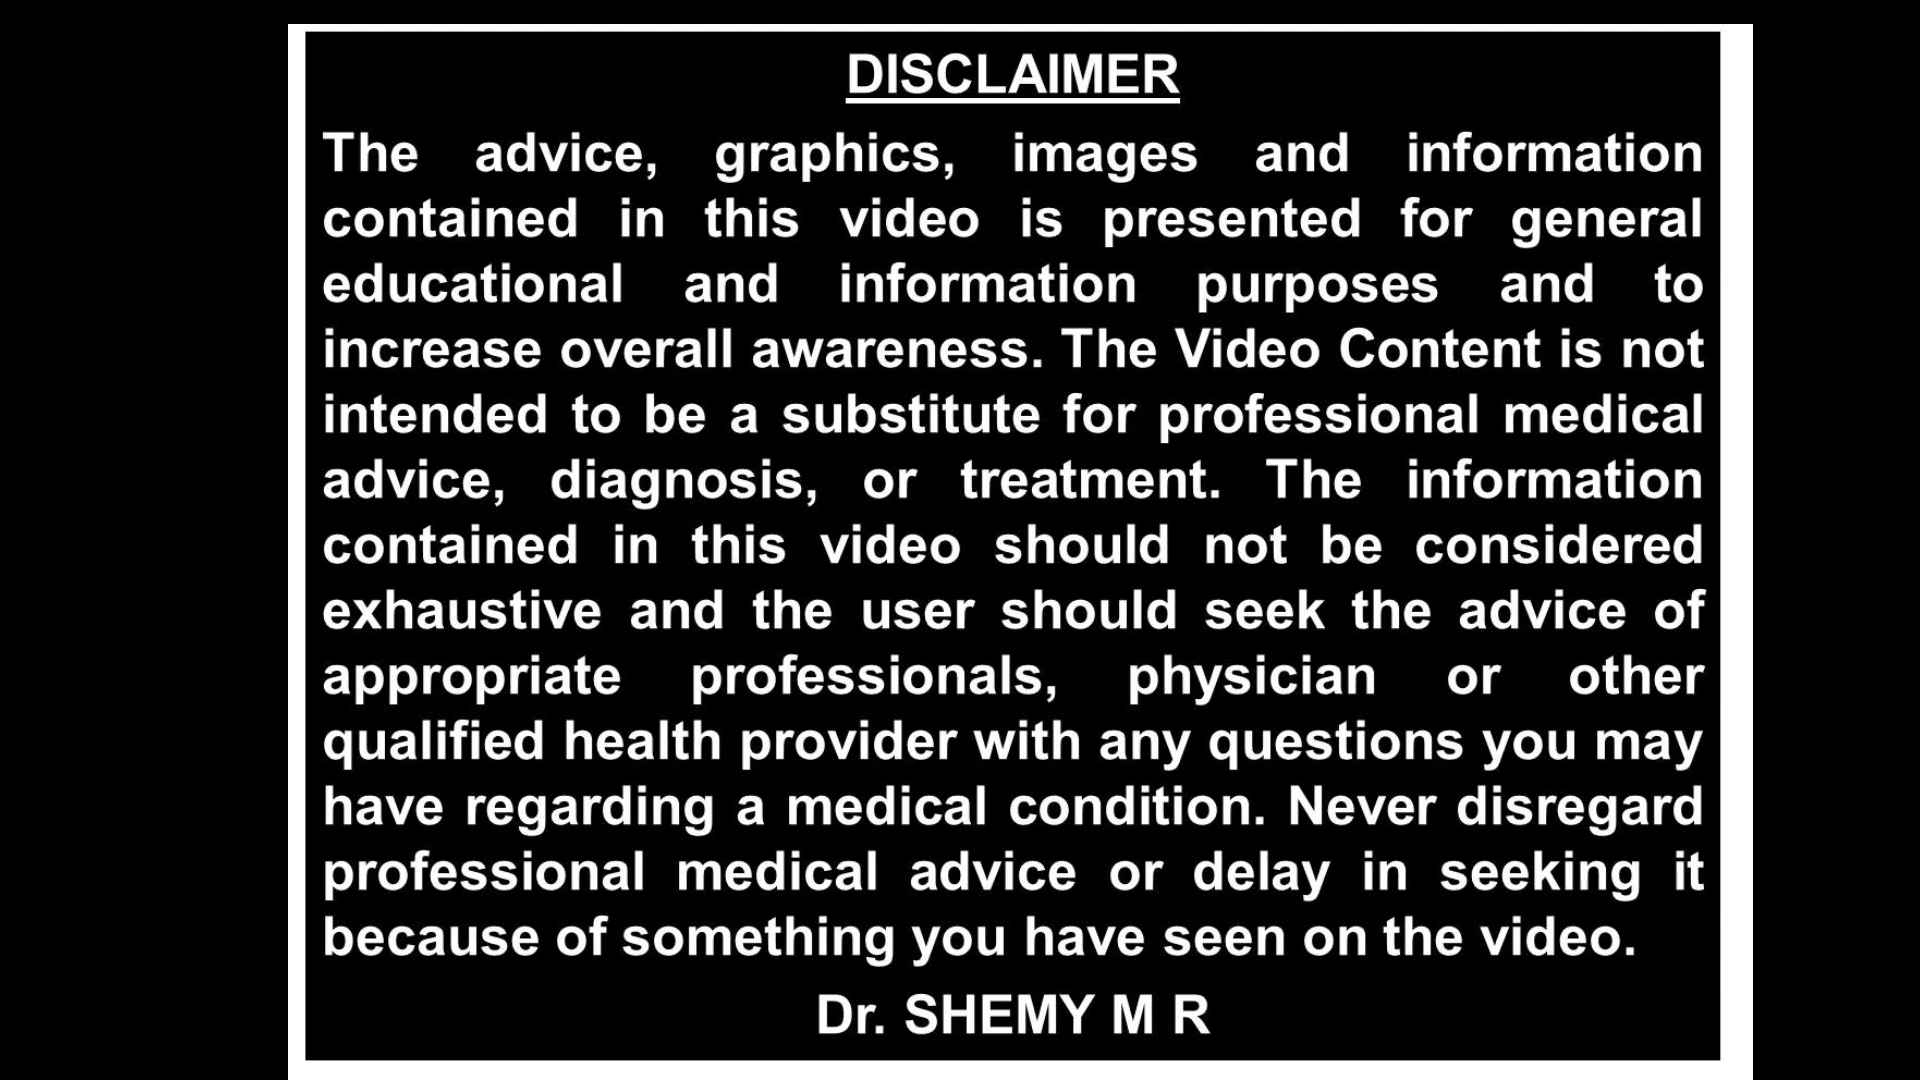 DISCLAIMER
The advice, graphics, images and information
contained in this video is presented for general
educational and information purposes and to
increase overall awareness. The Video Content is not
intended to be a substitute for professional medical
advice, diagnosis, or treatment. The information
contained in this video should not be considered
exhaustive and the user should seek the advice of
appropriate professionals, physician or other
qualified health provider with any questions you may
have regarding a medical condition. Never disregard
professional medical advice or delay in seeking it
because of something you have seen on the video.
Dr. SHEMY M R